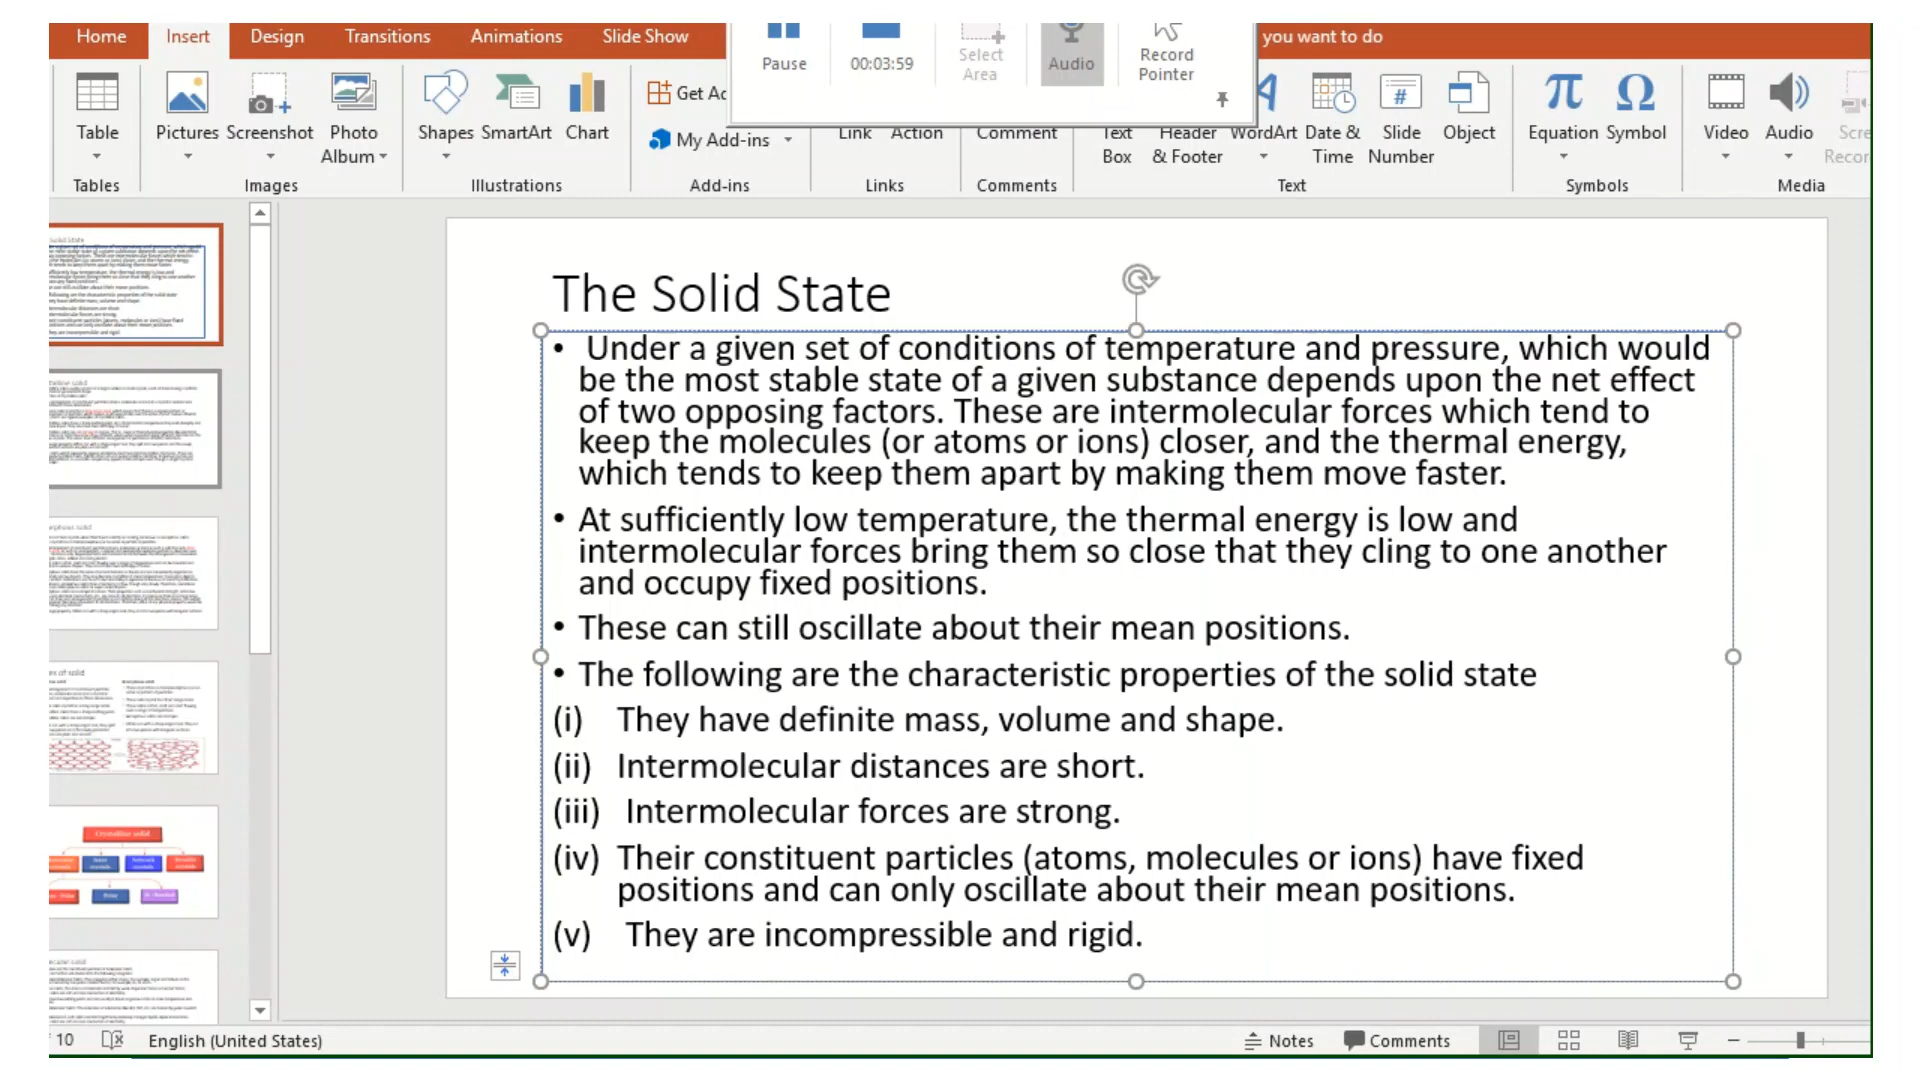 Home Insert Design Transitions Animations Slide Show you want to do
Pause 00:03:59 Select Area Audio Record Pointer
Table Pictures Screenshot Photo Album Shapes SmartArt Chart Get My Add-ins Link Action Comment Text Box Header & Footer WordArt Date & Time Slide Number Object Equation Symbol Video Audio
Tables Images Illustrations Add-ins Links Comments Text Symbols Media
The Solid State
• Under a given set of conditions of temperature and pressure, which would
be the most stable state of a given substance depends upon the net effect
of two opposing factors. These are intermolecular forces which tend to
keep the molecules (or atoms or ions) closer, and the thermal energy,
which tends to keep them apart by making them move faster.
• At sufficiently low temperature, the thermal energy is low and
intermolecular forces bring them so close that they cling to one another
and occupy fixed positions.
• These can still oscillate about their mean positions.
• The following are the characteristic properties of the solid state
(i) They have definite mass, volume and shape.
(ii) Intermolecular distances are short.
(iii) Intermolecular forces are strong.
(iv) Their constituent particles (atoms, molecules or ions) have fixed
positions and can only oscillate about their mean positions.
(v) They are incompressible and rigid.
10 English (United States) Notes Comments